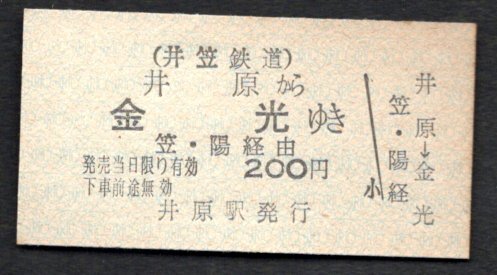 (井笠鉄道)
井原から
金光ゆき
笠・陽経由
発売当日限り有効
下車前途無効
200円
井原駅発行
小
井原→金光
笠・陽経